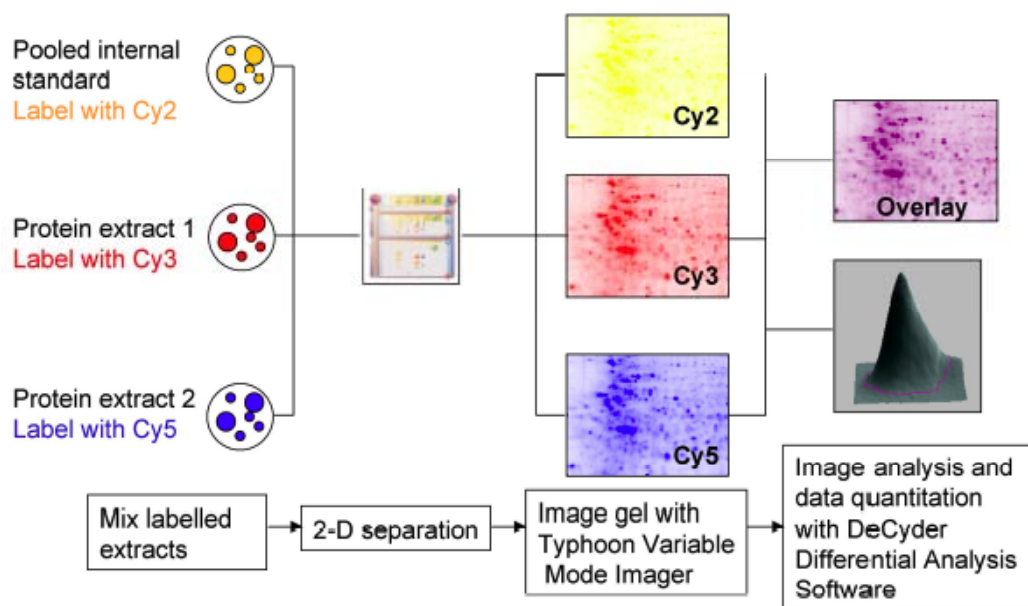 Pooled internal
standard
Label with Cy2
Protein extract 1
Label with Cy3
Protein extract 2
Label with Cy5
Cy2
Cy3
Cy5
Overlay
Mix labelled
extracts
2-D separation
Image gel with
Typhoon Variable
Mode Imager
Image analysis and
data quantitation
with DeCyder
Differential Analysis
Software